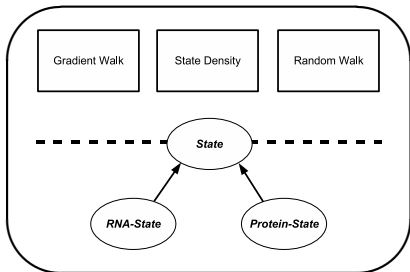 Gradient Walk
State Density
Random Walk
State
RNA-State
Protein-State